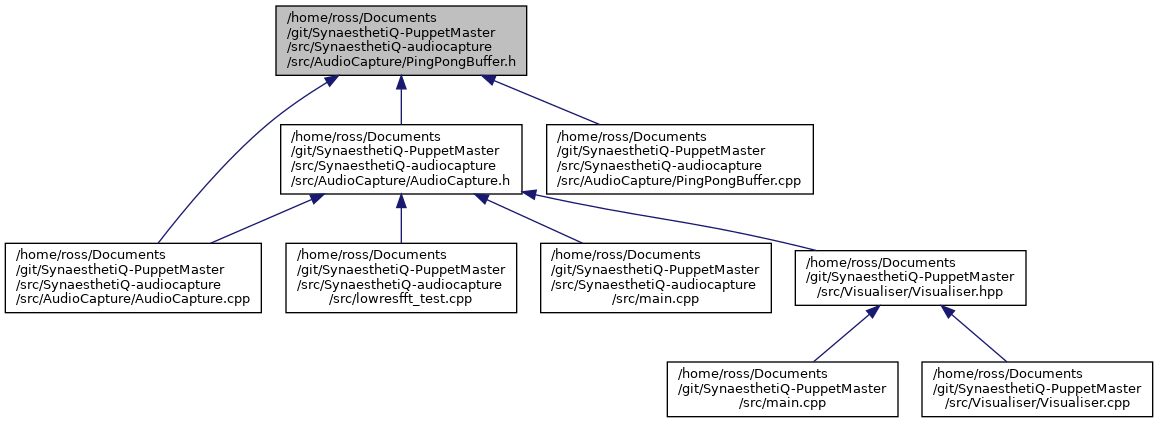 /home/ross/Documents
/git/SynaesthetiQ-PuppetMaster
/src/SynaesthetiQ-audiocapture
/src/AudioCapture/PingPongBuffer.h
/home/ross/Documents
/git/SynaesthetiQ-PuppetMaster
/src/SynaesthetiQ-audiocapture
/src/AudioCapture/AudioCapture.h
/home/ross/Documents
/git/SynaesthetiQ-PuppetMaster
/src/SynaesthetiQ-audiocapture
/src/AudioCapture/PingPongBuffer.cpp
/home/ross/Documents
/git/SynaesthetiQ-PuppetMaster
/src/SynaesthetiQ-audiocapture
/src/AudioCapture/AudioCapture.cpp
/home/ross/Documents
/git/SynaesthetiQ-PuppetMaster
/src/SynaesthetiQ-audiocapture
/src/lowresfft_test.cpp
/home/ross/Documents
/git/SynaesthetiQ-PuppetMaster
/src/SynaesthetiQ-audiocapture
/src/main.cpp
/home/ross/Documents
/git/SynaesthetiQ-PuppetMaster
/src/Visualiser/Visualiser.hpp
/home/ross/Documents
/git/SynaesthetiQ-PuppetMaster
/src/main.cpp
/home/ross/Documents
/git/SynaesthetiQ-PuppetMaster
/src/Visualiser/Visualiser.cpp